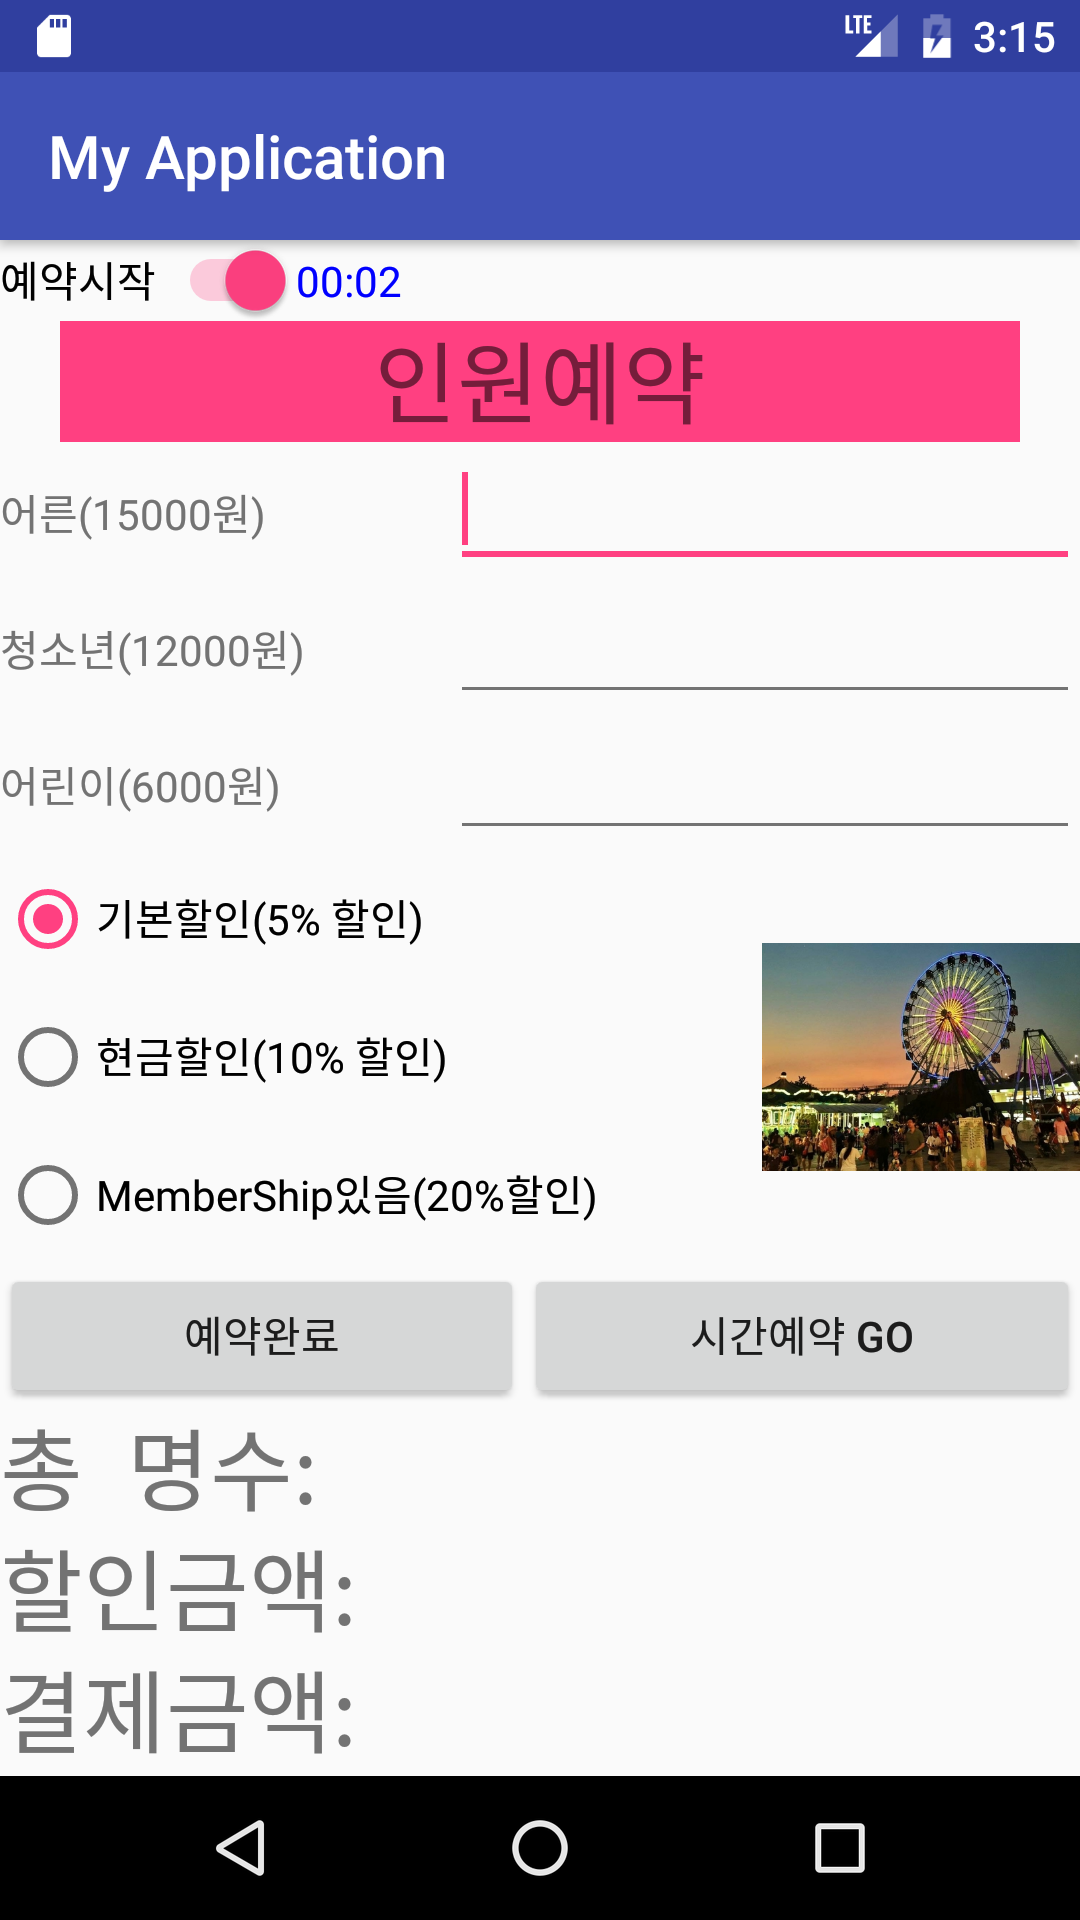 LTE 3:15
My Application
예약시작 00:02
인원예약
어른(15000원)
청소년(12000원)
어린이(6000원)
기본할인(5% 할인)
현금할인(10% 할인)
MemberShip있음(20%할인)
예약완료 시간예약 GO
총 명수:
할인금액:
결제금액: